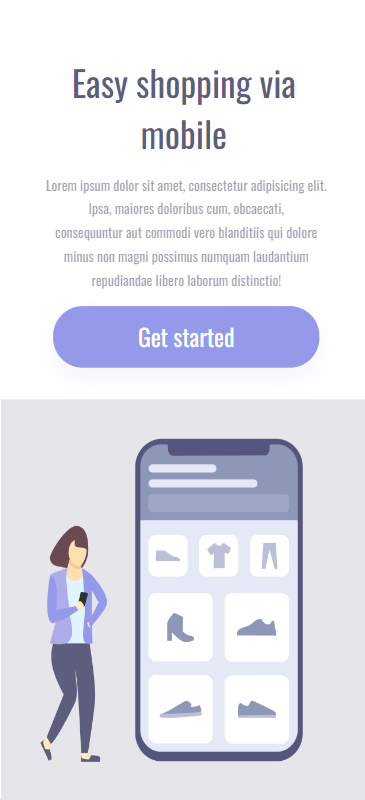 Easy shopping via
mobile
Lorem ipsum dolor sit amet, consectetur adipisicing elit.
Ipsa, maiores doloribus cum, obcaecati,
consequuntur aut commodi vero blanditiis qui dolore
minus non magni possimus numquam laudantium
repudiandae libero laborum distinctio!
Get started